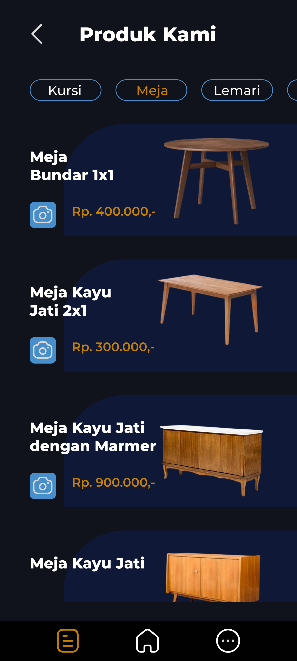 Produk Kami
Kursi
Meja
Lemari
Meja
Bundar 1x1
Rp. 400.000,-
Meja Kayu
Jati 2x1
Rp. 300.000,-
Meja Kayu Jati
dengan Marmer
Rp. 900.000,-
Meja Kayu Jati